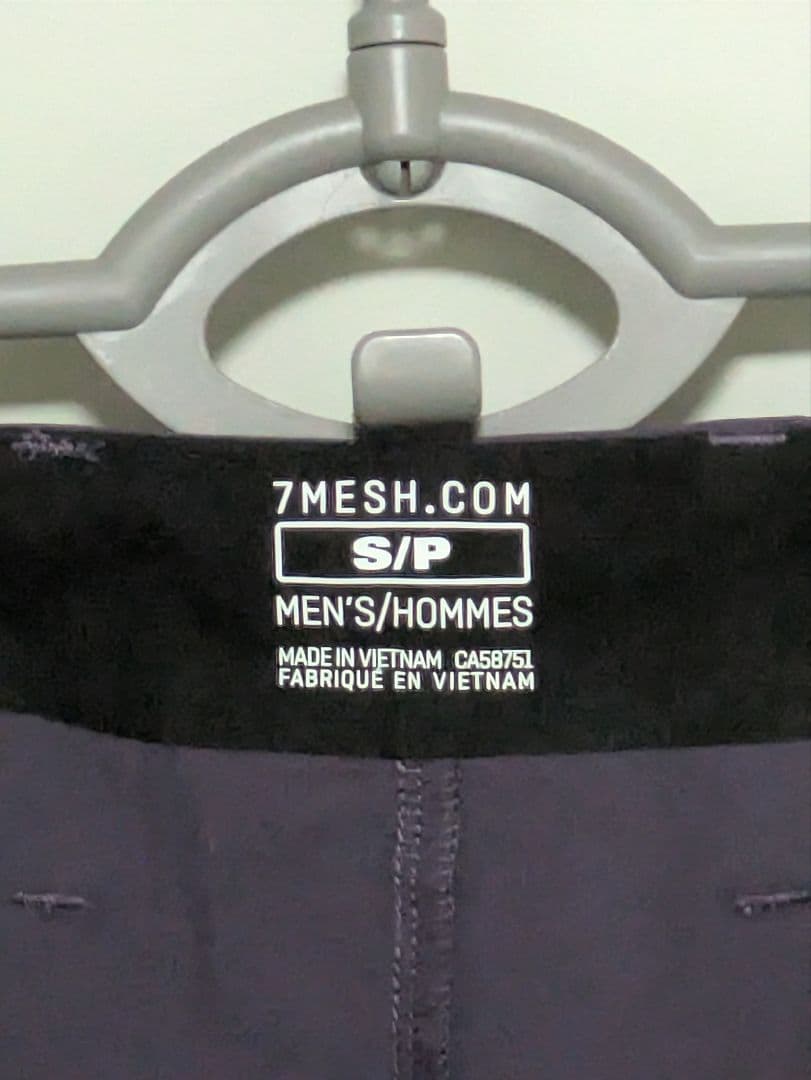 7MESH.COM
S/P
MEN'S/HOMMES
MADE IN VIETNAM CA58751
FABRIQUÉ EN VIETNAM